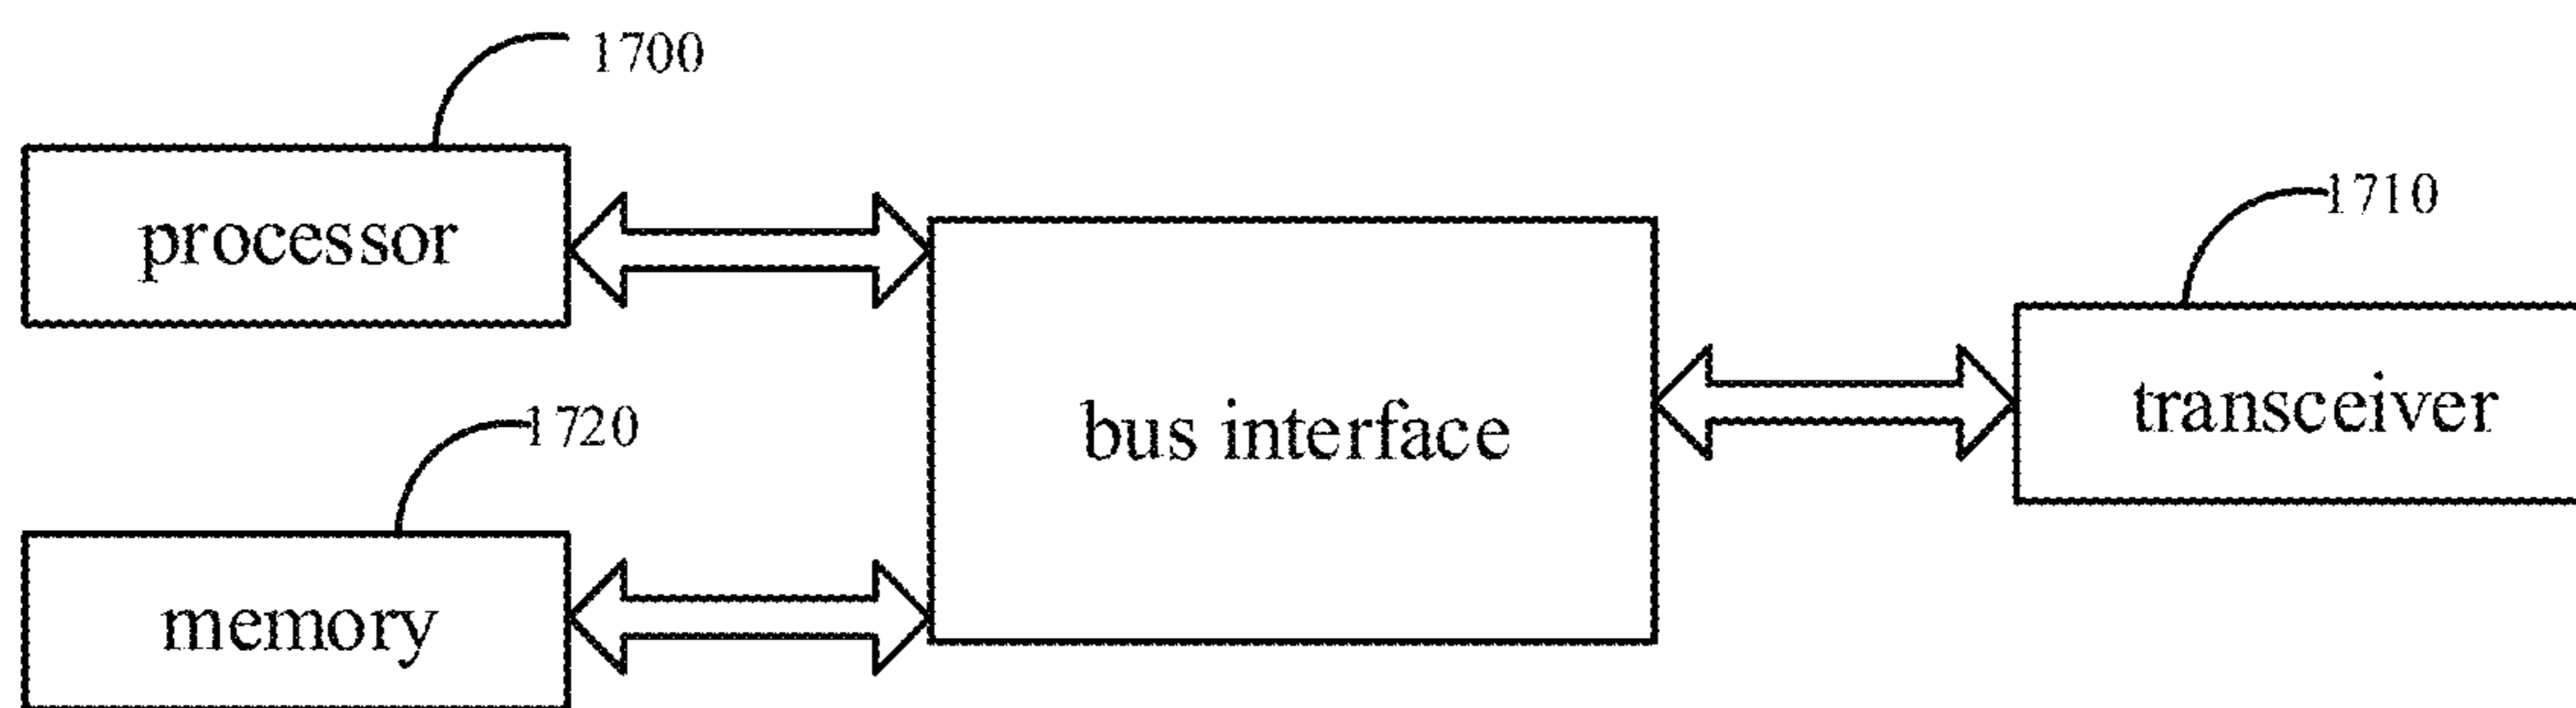 1700
processor
1710
bus interface
transceiver
1720
memory